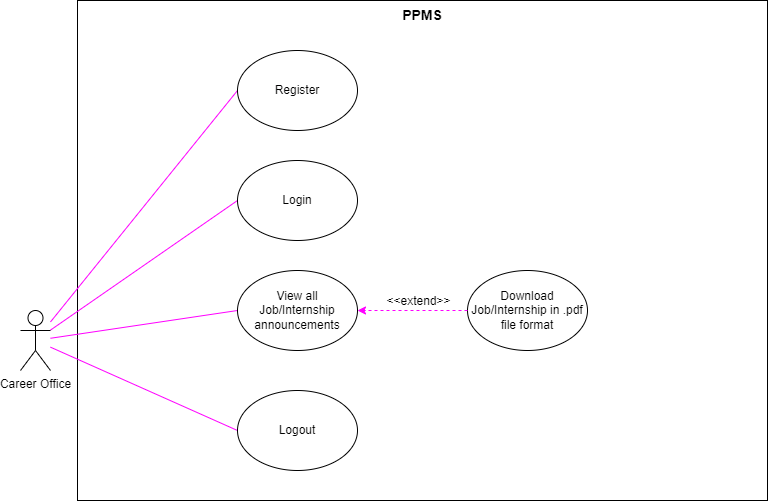 PPMS
Register
Login
View all
Job/Internship
announcements
<<extend>>
Download
Job/Internship in .pdf
file format
Career Office
Logout